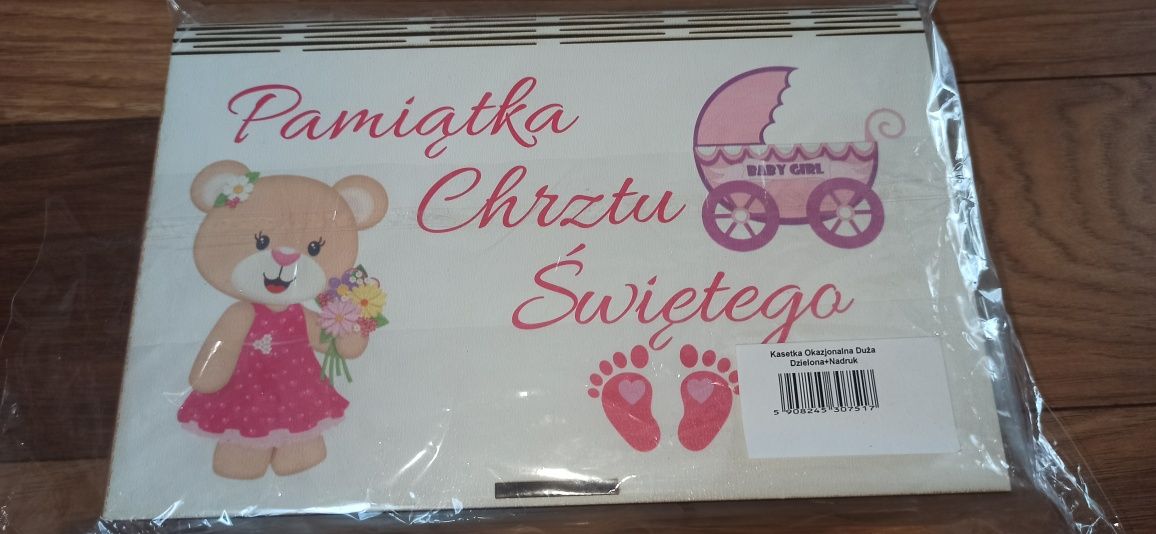 Pamiątka
Chrztu
Świętego
BABY GIRL
Kasetka Okazjonalna Duża
Dzielona+Nadruk
5 908245 307517